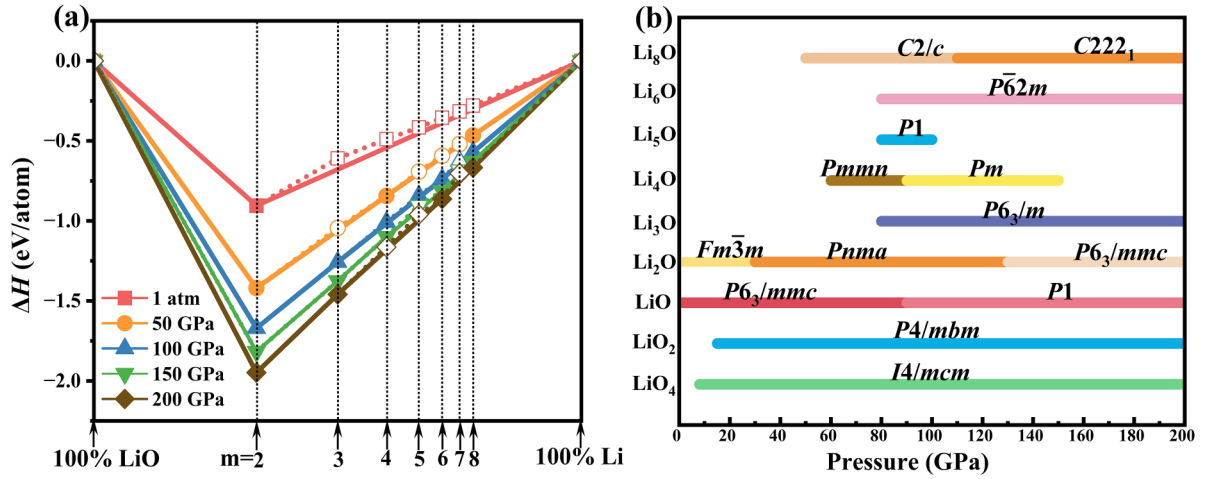 (a)
0.0
−0.5
−1.0
−1.5
−2.0
ΔH (eV/atom)
1 atm
50 GPa
100 GPa
150 GPa
200 GPa
100% LiO
m=2
3
4
5
6
7
8
100% Li
(b)
Li₈O
C2/c
C222₁
Li₆O
P6̅2m
Li₅O
P1
Li₄O
Pmmn
Pm
Li₃O
P6₃/m
Li₂O
Fm3̅m
Pnma
P6₃/mmc
LiO
P6₃/mmc
P1
LiO₂
P4/mbm
LiO₄
I4/mcm
0 20 40 60 80 100 120 140 160 180 200
Pressure (GPa)